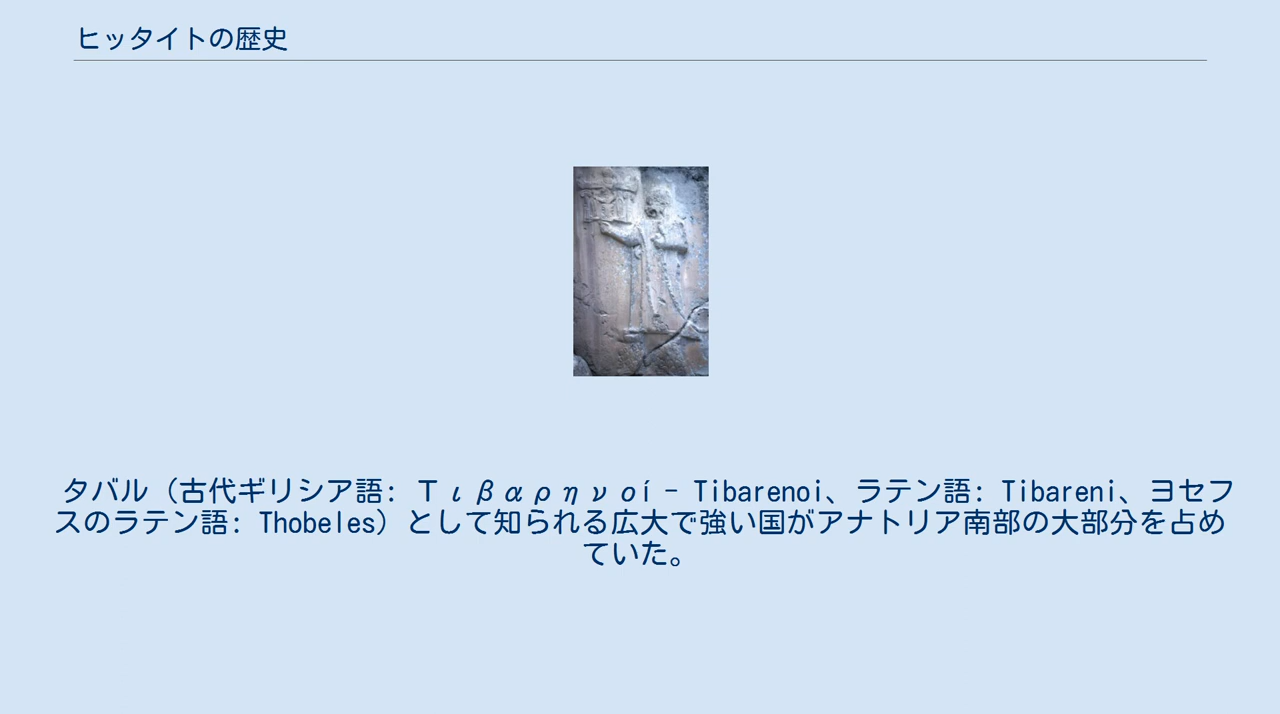 ヒッタイトの歴史
タバル（古代ギリシア語: Τιβαρηνοί - Tibarenoi、ラテン語: Tibareni、ヨセフ
スのラテン語: Thobeles）として知られる広大で強い国がアナトリア南部の大部分を占め
ていた。